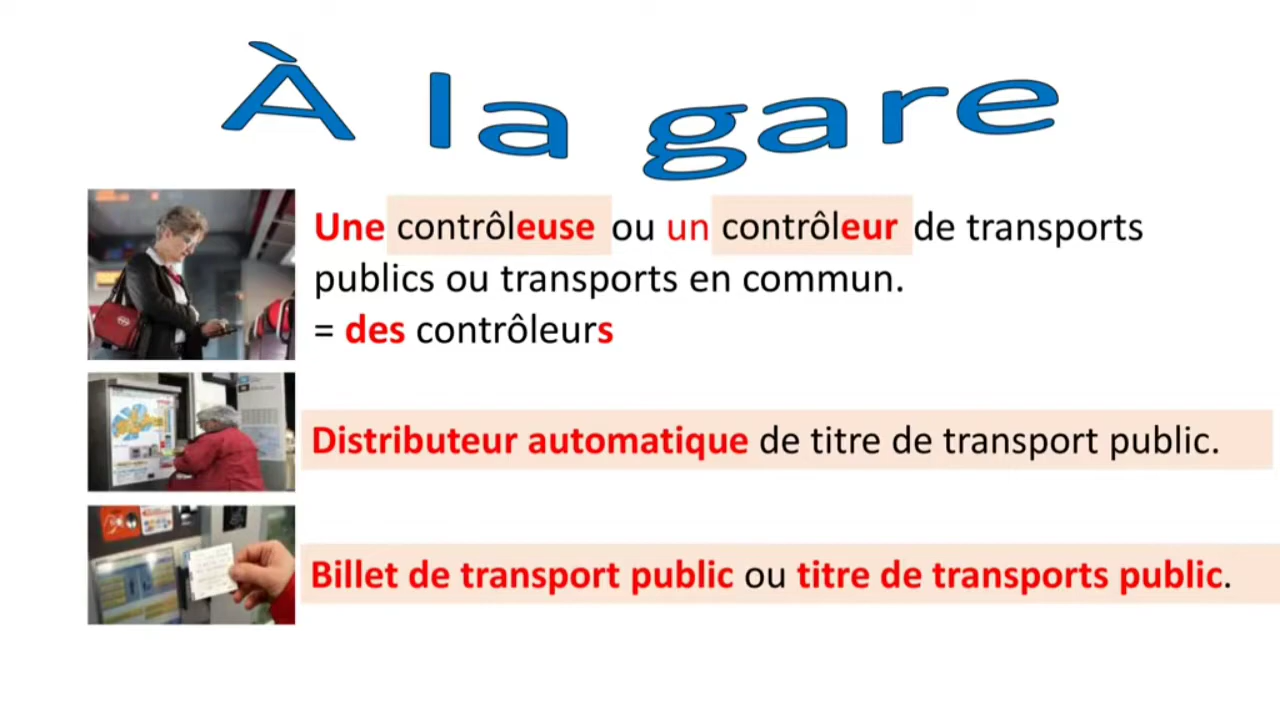 À la gare
Une contrôleuse ou un contrôleur de transports
publics ou transports en commun.
= des contrôleurs
Distributeur automatique de titre de transport public.
Billet de transport public ou titre de transports public.